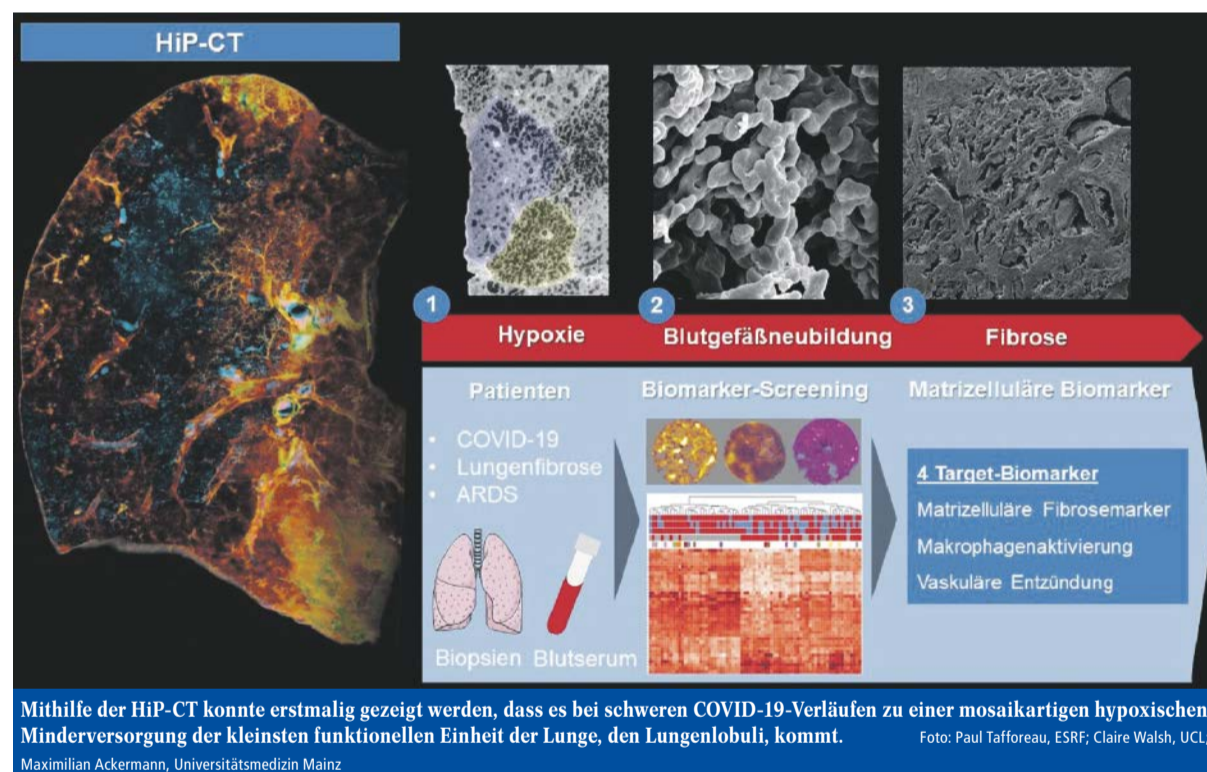 HiP-CT
1
2
3
Hypoxie
Blutgefäßneubildung
Fibrose
Patienten
• COVID-19
• Lungenfibrose
• ARDS
Biopsien Blutserum
Biomarker-Screening
Matrizelluläre Biomarker
4 Target-Biomarker
Matrizelluläre Fibrosemarker
Makrophagenaktivierung
Vaskuläre Entzündung
Mithilfe der HiP-CT konnte erstmalig gezeigt werden, dass es bei schweren COVID-19-Verläufen zu einer mosaikartigen hypoxischen
Minderversorgung der kleinsten funktionellen Einheit der Lunge, den Lungenlobuli, kommt. Foto: Paul Tafforeau, ESRF; Claire Walsh, UCL;
Maximilian Ackermann, Universitätsmedizin Mainz